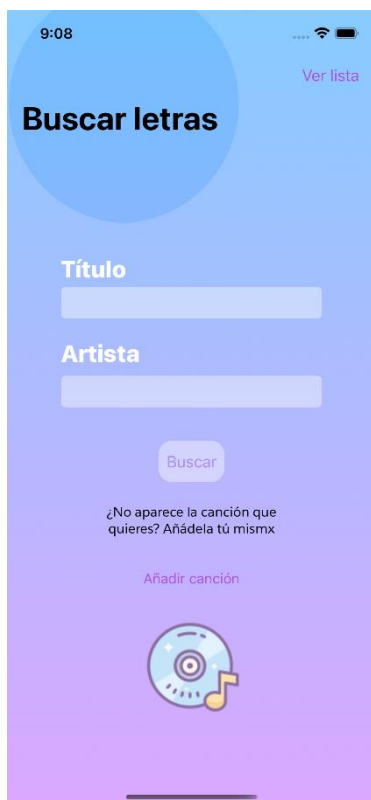 9:08
Ver lista
Buscar letras
Título
Artista
Buscar
¿No aparece la canción que
quieres? Añádela tú mismx
Añadir canción